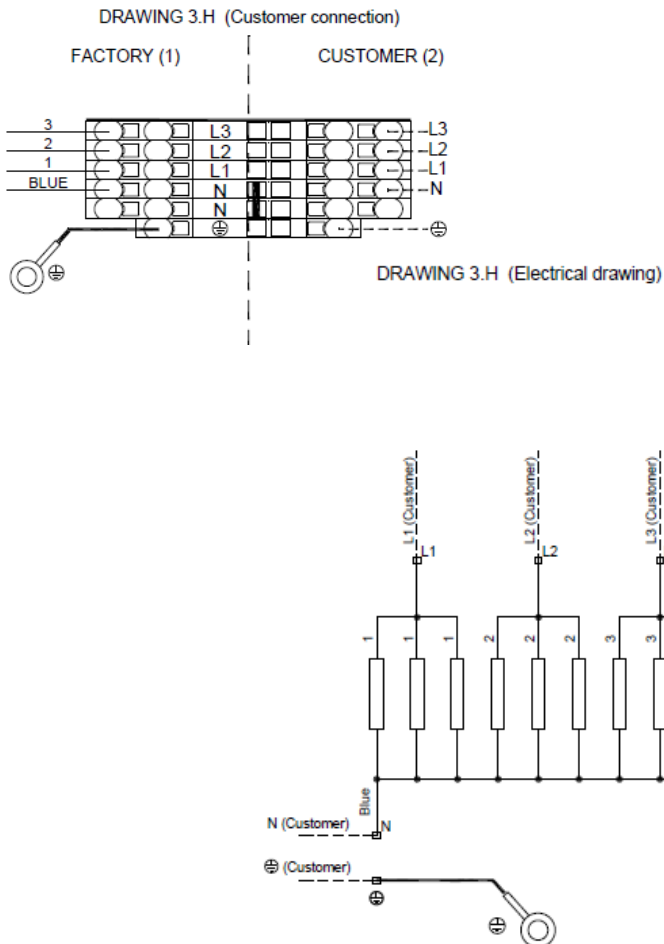 DRAWING 3.H (Customer connection)
FACTORY (1) CUSTOMER (2)
3 L3 L3
2 L2 L2
1 L1 L1
BLUE N N
N
DRAWING 3.H (Electrical drawing)
L1 (Customer) L2 (Customer) L3 (Customer)
L1 L2
1 1 1 2 2 2 3 3
Blue
N (Customer) N
(Customer)